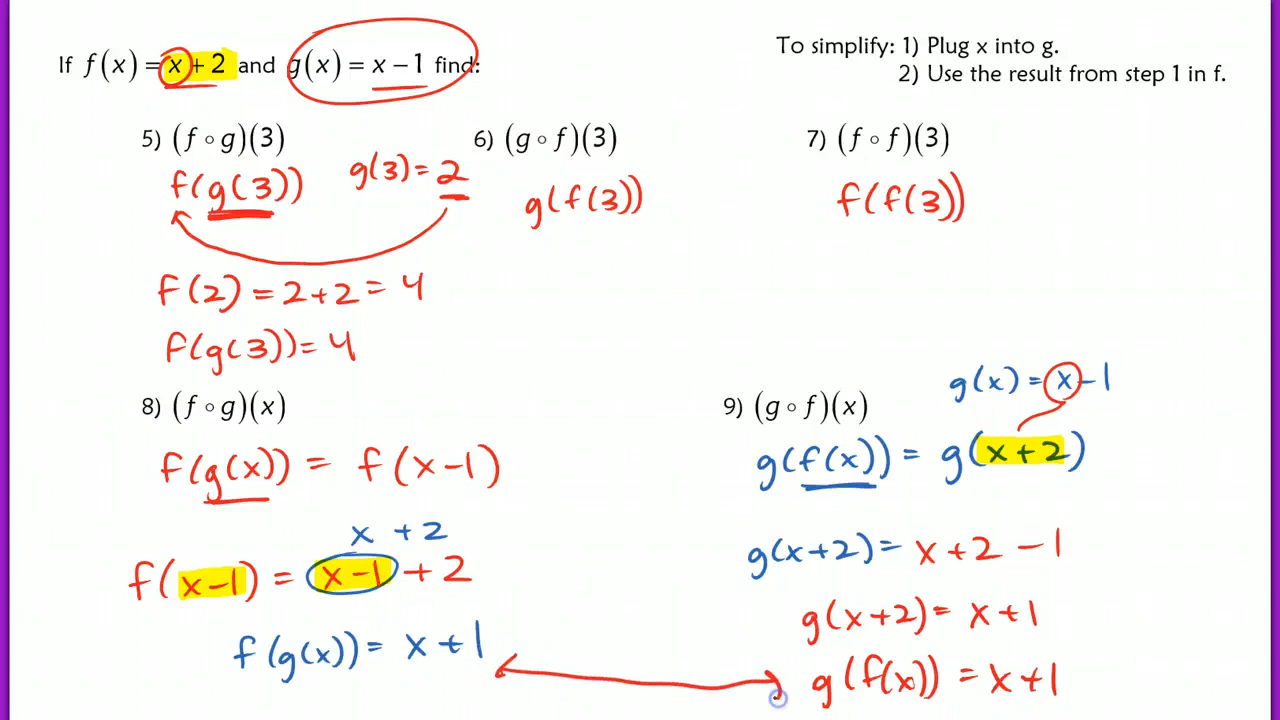 If f(x) = x + 2 and g(x) = x − 1 find:
To simplify: 1) Plug x into g.
2) Use the result from step 1 in f.
5) (f ∘ g)(3)
f(g(3))
g(3) = 2
f(2) = 2+2 = 4
f(g(3)) = 4
6) (g ∘ f)(3)
g(f(3))
7) (f ∘ f)(3)
f(f(3))
8) (f ∘ g)(x)
f(g(x)) = f(x−1)
x + 2
f(x−1) = x−1 + 2
f(g(x)) = x + 1
9) (g ∘ f)(x)
g(x) = x−1
g(f(x)) = g(x+2)
g(x+2) = x + 2 − 1
g(x+2) = x + 1
g(f(x)) = x + 1